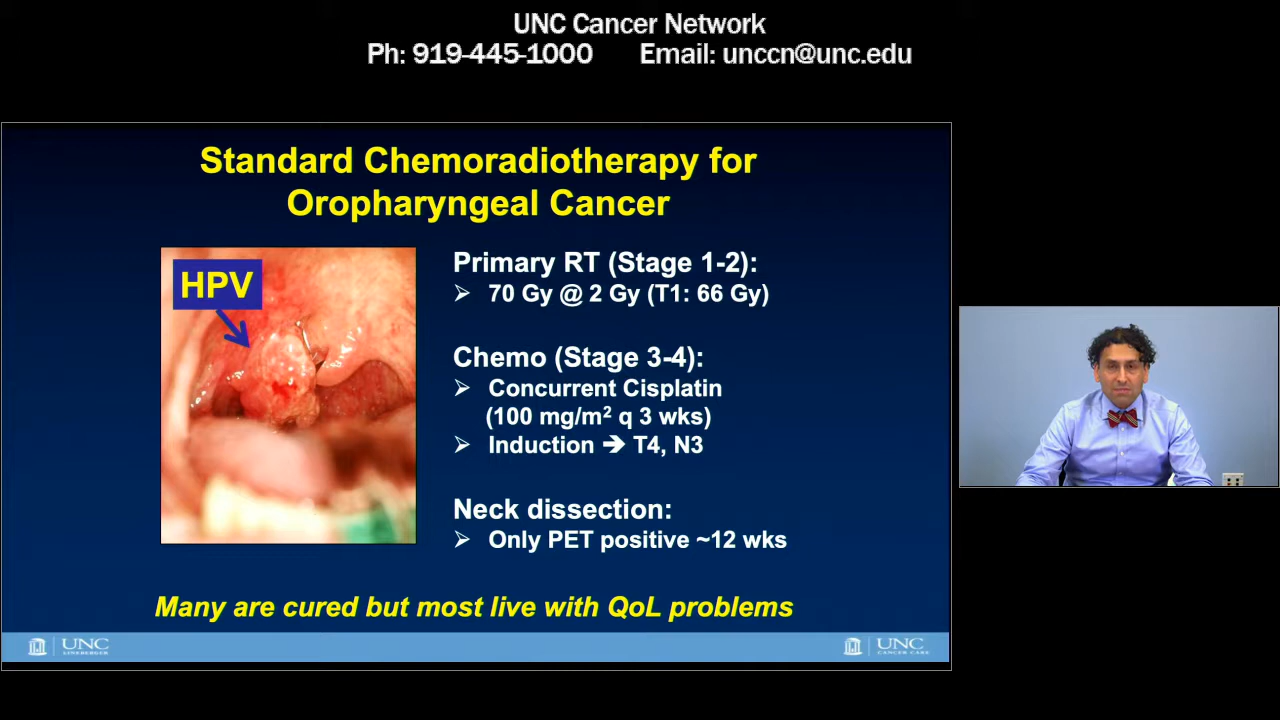 UNC Cancer Network
Ph: 919-445-1000 Email: unccn@unc.edu
Standard Chemoradiotherapy for
Oropharyngeal Cancer
HPV
Primary RT (Stage 1-2):
➢ 70 Gy @ 2 Gy (T1: 66 Gy)
Chemo (Stage 3-4):
➢ Concurrent Cisplatin
(100 mg/m² q 3 wks)
➢ Induction ➔ T4, N3
Neck dissection:
➢ Only PET positive ~12 wks
Many are cured but most live with QoL problems
UNC
LINEBERGER
UNC
CANCER CARE